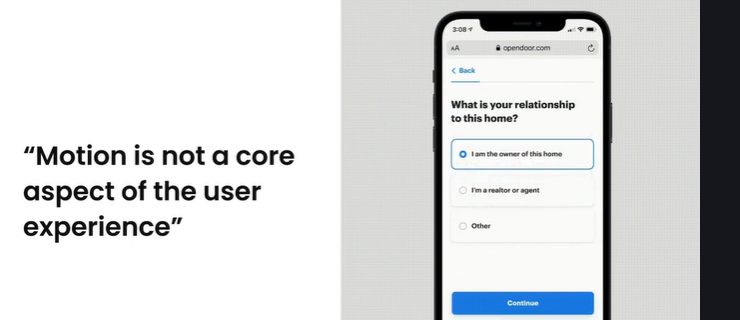 “Motion is not a core
aspect of the user
experience”
3:08
AA opendoor.com
Back
What is your relationship
to this home?
I am the owner of this home
I'm a realtor or agent
Other
Continue